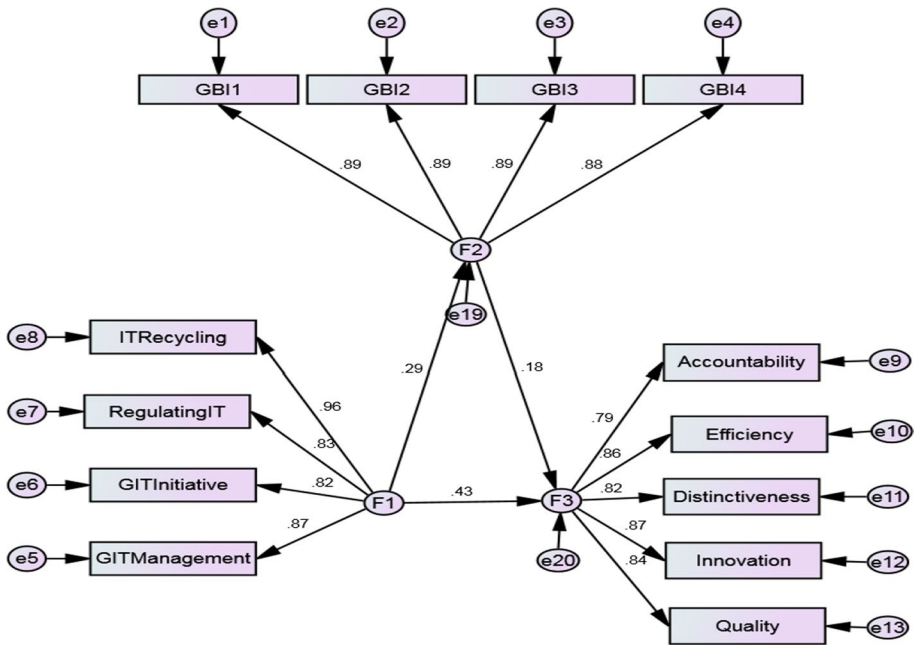 e1 e2 e3 e4
GBI1 GBI2 GBI3 GBI4
.89 .89 .89 .88
F2
e19
e8 ITRecycling
Accountability e9
.29 .18
.96
e7 RegulatingIT
.79
Efficiency e10
.83
.86
e6 GITInitiative
.82
F1
.43
F3
.82
Distinctiveness e11
.87
e5 GITManagement
.87
e20
Innovation e12
.84
Quality e13